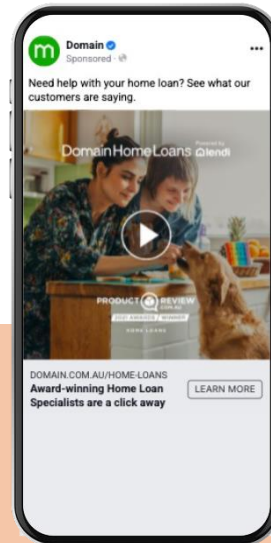 m
Domain
Sponsored ·
Need help with your home loan? See what our
customers are saying.
Powered by
DomainHomeLoans lendi
PRODUCT REVIEW
.COM.AU
2021 AWARDS WINNER
HOME LOANS
DOMAIN.COM.AU/HOME-LOANS
Award-winning Home Loan
Specialists are a click away
LEARN MORE